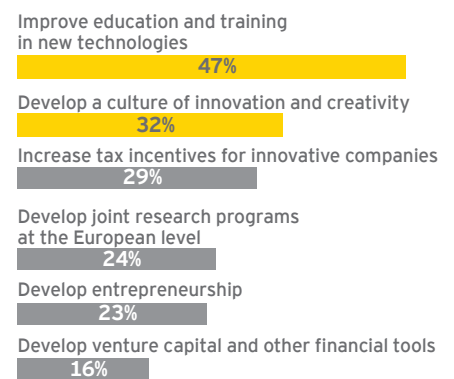 Improve education and training
in new technologies
47%
Develop a culture of innovation and creativity
32%
Increase tax incentives for innovative companies
29%
Develop joint research programs
at the European level
24%
Develop entrepreneurship
23%
Develop venture capital and other financial tools
16%